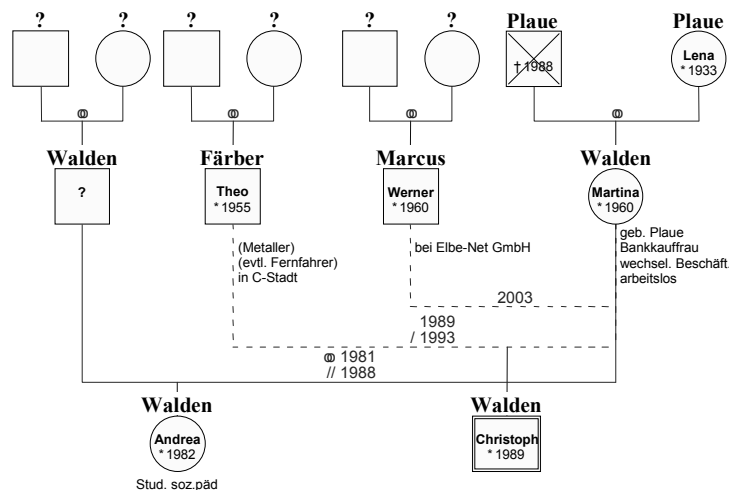 ? ? ? ? ? ? Plaue Plaue
† 1988
Lena
* 1933
⚭ ⚭ ⚭ ⚭
Walden Färber Marcus Walden
?
Theo
* 1955
Werner
* 1960
Martina
* 1960
(Metaller)
(evtl. Fernfahrer)
in C-Stadt
bei Elbe-Net GmbH
geb. Plaue
Bankkauffrau
wechsel. Beschäft.
arbeitslos
2003
1989
/ 1993
⚭ 1981
// 1988
Walden Walden
Andrea
* 1982
Christoph
* 1989
Stud. soz.päd